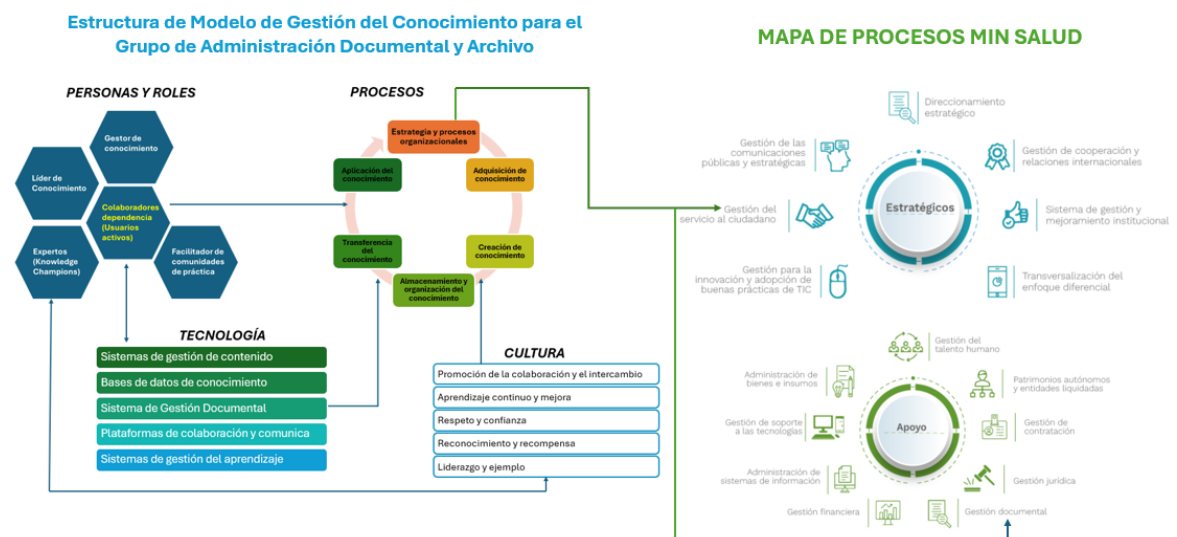 Estructura de Modelo de Gestión del Conocimiento para el
Grupo de Administración Documental y Archivo
PERSONAS Y ROLES
Gestor de
conocimiento
Líder de
Conocimiento
Colaboradores
dependencia
(Usuarios
activos)
Expertos
(Knowledge
Champions)
Facilitador de
comunidades
de práctica
PROCESOS
Estrategia y procesos
organizacionales
Aplicación del
conocimiento
Adquisición de
conocimiento
Transferencia
del
conocimiento
Creación de
conocimiento
Almacenamiento y
organización del
conocimiento
TECNOLOGÍA
Sistemas de gestión de contenido
Bases de datos de conocimiento
Sistema de Gestión Documental
Plataformas de colaboración y comunica
Sistemas de gestión del aprendizaje
CULTURA
Promoción de la colaboración y el intercambio
Aprendizaje continuo y mejora
Respeto y confianza
Reconocimiento y recompensa
Liderazgo y ejemplo
MAPA DE PROCESOS MIN SALUD
Direccionamiento
estratégico
Gestión de las
comunicaciones
públicas y estratégicas
Gestión de cooperación y
relaciones internacionales
Gestión del
servicio al ciudadano
Estratégicos
Sistema de gestión y
mejoramiento institucional
Gestión para la
innovación y adopción de
buenas prácticas de TIC
Transversalización del
enfoque diferencial
Gestión del
talento humano
Administración de
bienes e insumos
Patrimonios autónomos
y entidades liquidadas
Gestión de soporte
a las tecnologías
Apoyo
Gestión de
contratación
Administración de
sistemas de información
Gestión jurídica
Gestión financiera
Gestión documental